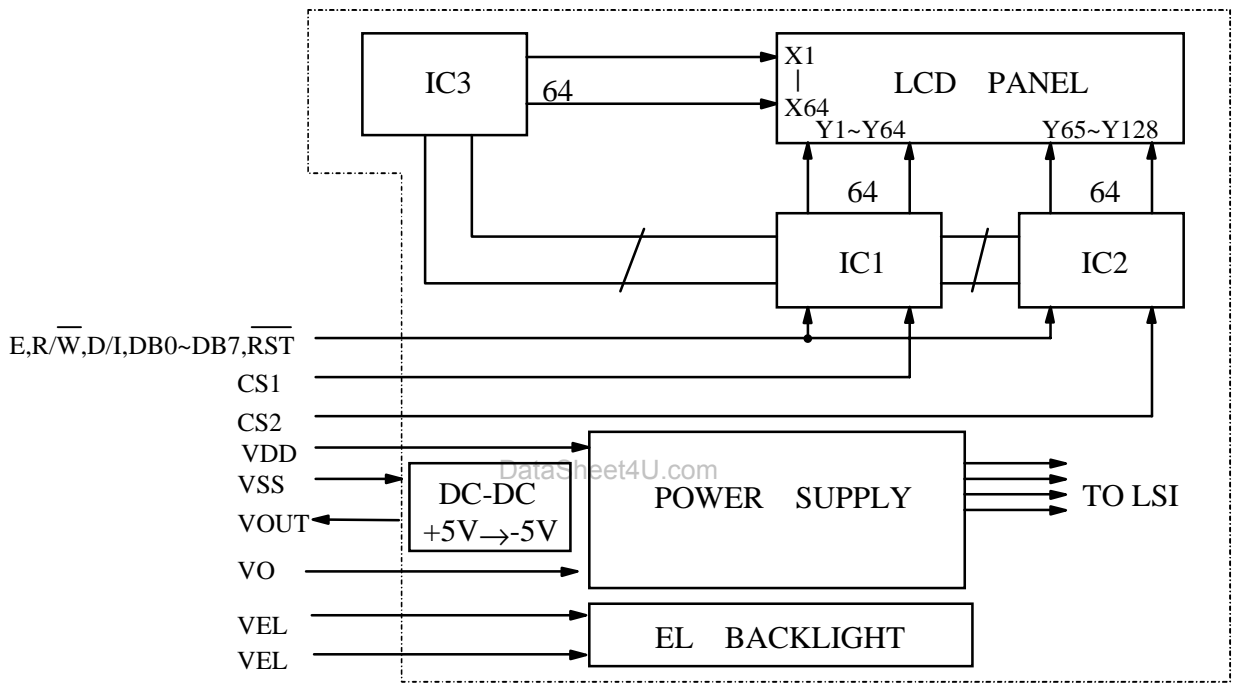 IC3
64
X1
|
X64
LCD PANEL
Y1~Y64
Y65~Y128
64
64
IC1
IC2
E,R/W̅,D/I,DB0~DB7,R̅S̅T̅
CS1
CS2
VDD
VSS
VOUT
VO
VEL
VEL
DataSheet4U.com
DC-DC
+5V→-5V
POWER SUPPLY
TO LSI
EL BACKLIGHT